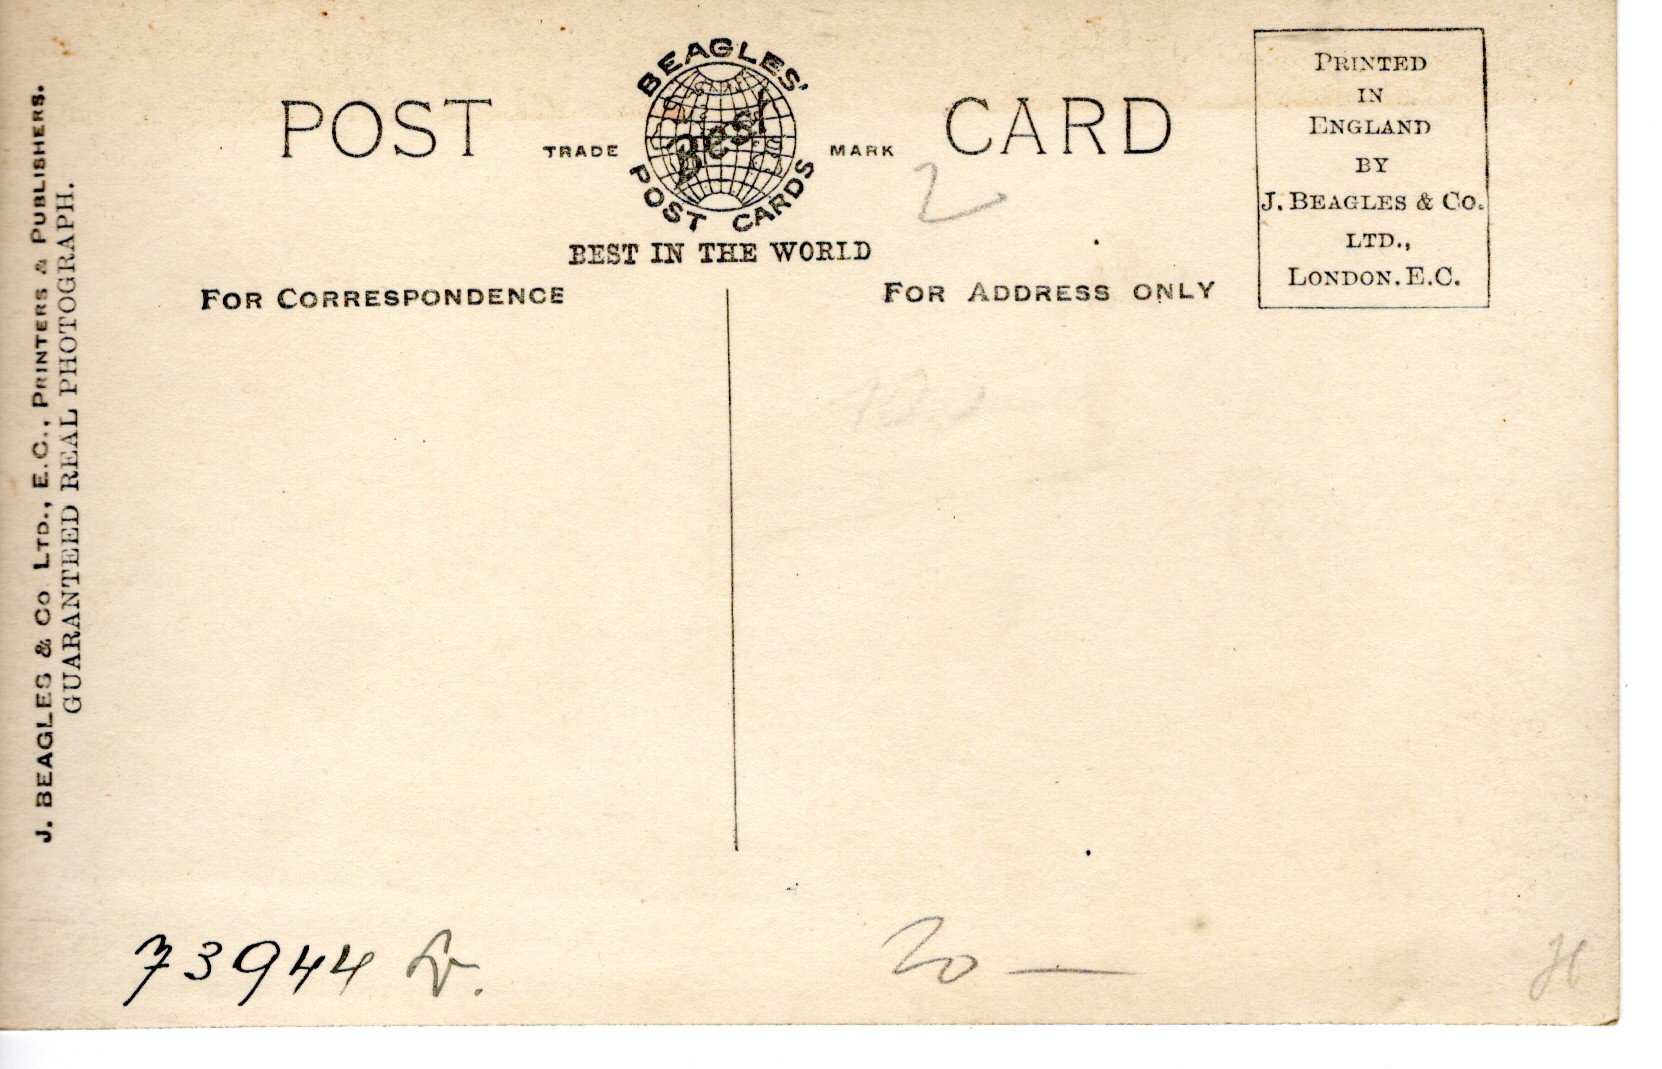 J. BEAGLES & CO LTD., E.C., PRINTERS & PUBLISHERS.
GUARANTEED REAL PHOTOGRAPH.
POST CARD
BEAGLES'
Best
POST CARDS
TRADE MARK
BEST IN THE WORLD
FOR CORRESPONDENCE
FOR ADDRESS ONLY
PRINTED
IN
ENGLAND
BY
J. BEAGLES & CO.
LTD.,
LONDON. E.C.
2
73944
20 —